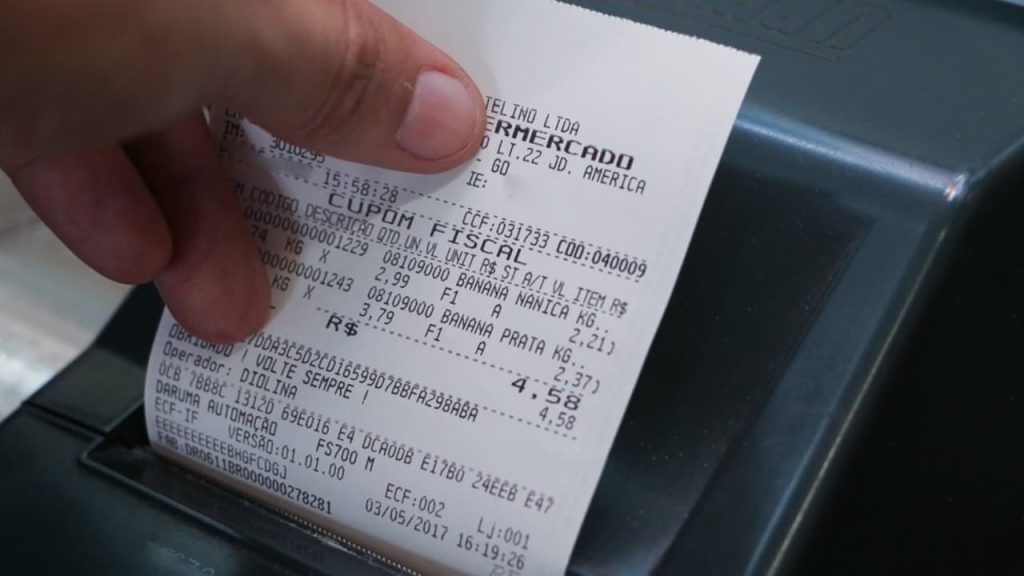 TELINO LTDA
ERMERCADO
O LT.22 JD. AMERICA
- GO
IM: 3010295
IE:
15:58:28 CCF:031733 COO:040009
CUPOM FISCAL
CODIGO DESCRIÇÃO QTD.UN.VL UNIT R$ ST A/T VL ITEM R$
0000000001229 08109000 BANANA NANICA KG..
74 KG X 2,99 F1 A 2,21)
0000001243 08109000 BANANA PRATA KG..
KG X 3,79 F1 A 2,37)
R$ 4,58
4,58
OBRIGADO ! VOLTE SEMPRE !
Operador: DIOLINA
DARUMA AUTOMAÇÃO FS700 M
ECF-IF VERSÃO:01.01.00 ECF:002 Lj:001
EEEEEEEEEBHGFCDGJ 03/05/2017 16:19:26
DR0611BR000000278281